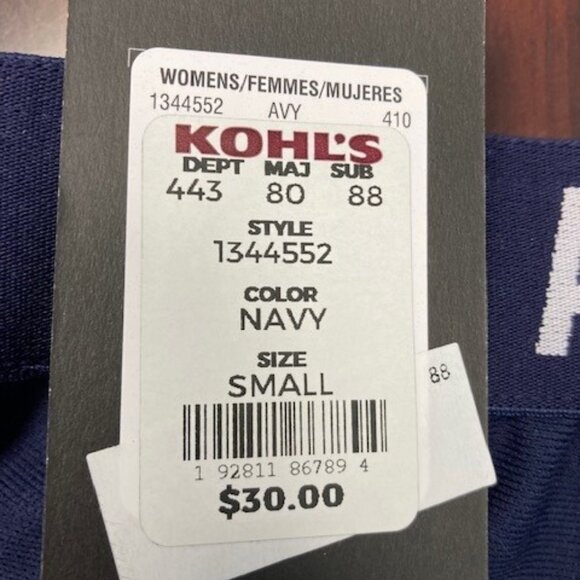 WOMENS/FEMMES/MUJERES
1344552 AVY 410
KOHL'S
DEPT MAJ SUB
443 80 88
STYLE
1344552
COLOR
NAVY
SIZE
SMALL
88
1 92811 86789 4
$30.00